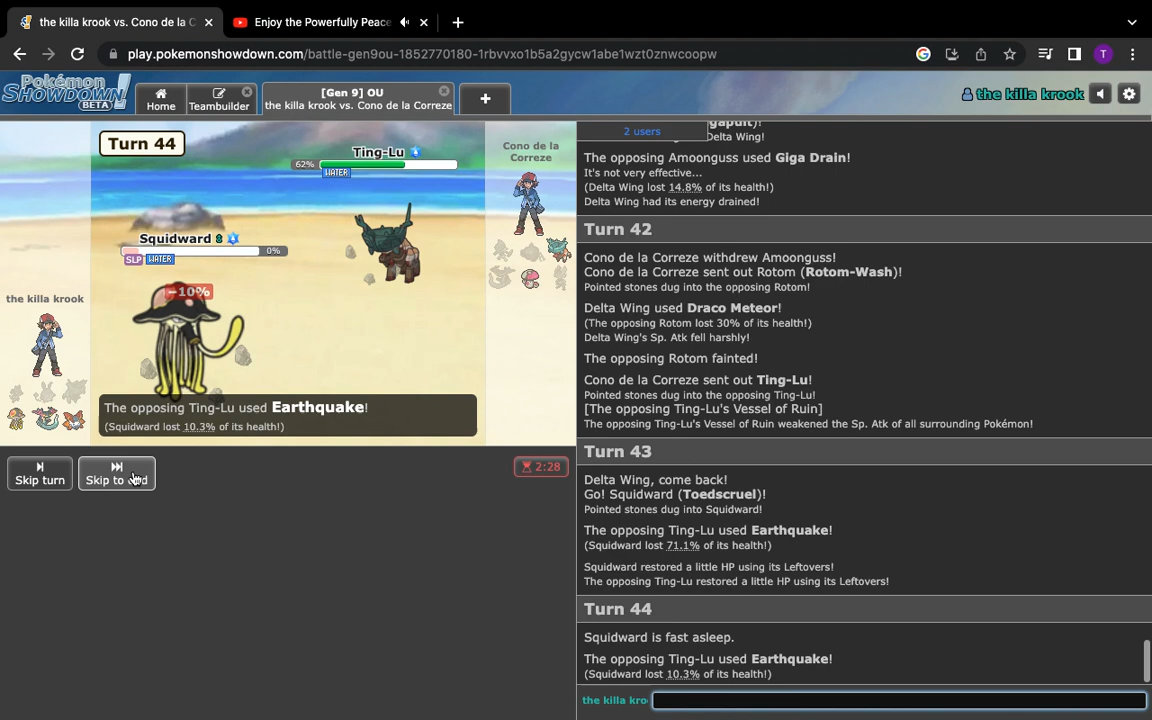 the killa krook vs. Cono de la C
Enjoy the Powerfully Peace
play.pokemonshowdown.com/battle-gen9ou-1852770180-1rbvvxo1b5a2gycw1abe1wzt0znwcoopw
T
Pokémon
SHOWDOWN!
BETA
Home
Teambuilder
[Gen 9] OU
the killa krook vs. Cono de la Correze
the killa krook
Turn 44
Ting-Lu
62%
WATER
Squidward 8
0%
SLP WATER
−10%
the killa krook
Cono de la
Correze
The opposing Ting-Lu used Earthquake!
(Squidward lost 10.3% of its health!)
Skip turn
Skip to end
2:28
2 users
Delta Wing!
The opposing Amoonguss used Giga Drain!
It's not very effective...
(Delta Wing lost 14.8% of its health!)
Delta Wing had its energy drained!
Turn 42
Cono de la Correze withdrew Amoonguss!
Cono de la Correze sent out Rotom (Rotom-Wash)!
Pointed stones dug into the opposing Rotom!
Delta Wing used Draco Meteor!
(The opposing Rotom lost 30% of its health!)
Delta Wing's Sp. Atk fell harshly!
The opposing Rotom fainted!
Cono de la Correze sent out Ting-Lu!
Pointed stones dug into the opposing Ting-Lu!
[The opposing Ting-Lu's Vessel of Ruin]
The opposing Ting-Lu's Vessel of Ruin weakened the Sp. Atk of all surrounding Pokémon!
Turn 43
Delta Wing, come back!
Go! Squidward (Toedscruel)!
Pointed stones dug into Squidward!
The opposing Ting-Lu used Earthquake!
(Squidward lost 71.1% of its health!)
Squidward restored a little HP using its Leftovers!
The opposing Ting-Lu restored a little HP using its Leftovers!
Turn 44
Squidward is fast asleep.
The opposing Ting-Lu used Earthquake!
(Squidward lost 10.3% of its health!)
the killa kro